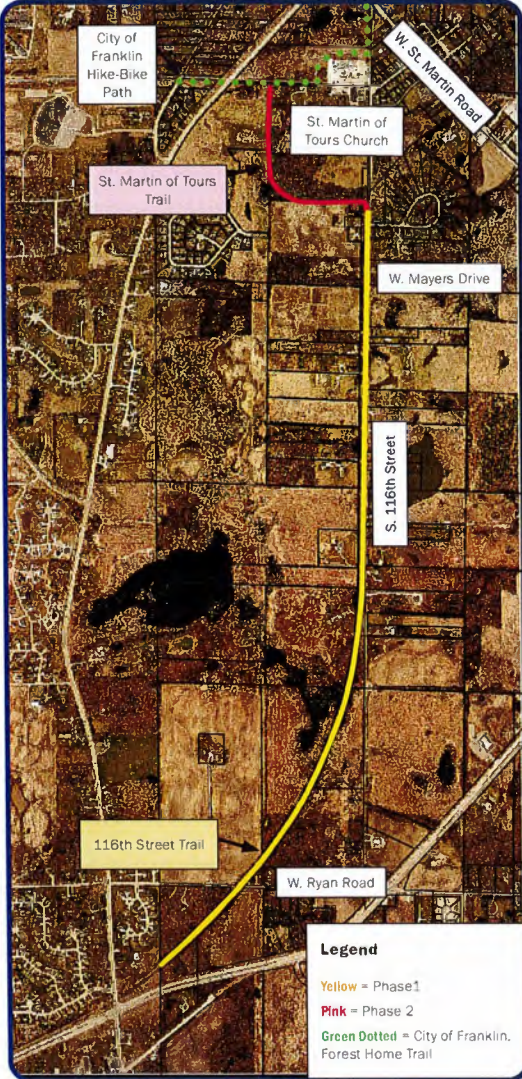 City of
Franklin
Hike-Bike
Path
W. St. Martin Road
St. Martin of
Tours Church
St. Martin of Tours
Trail
W. Mayers Drive
S. 116th Street
116th Street Trail
W. Ryan Road
Legend
Yellow = Phase1
Pink = Phase 2
Green Dotted = City of Franklin,
Forest Home Trail